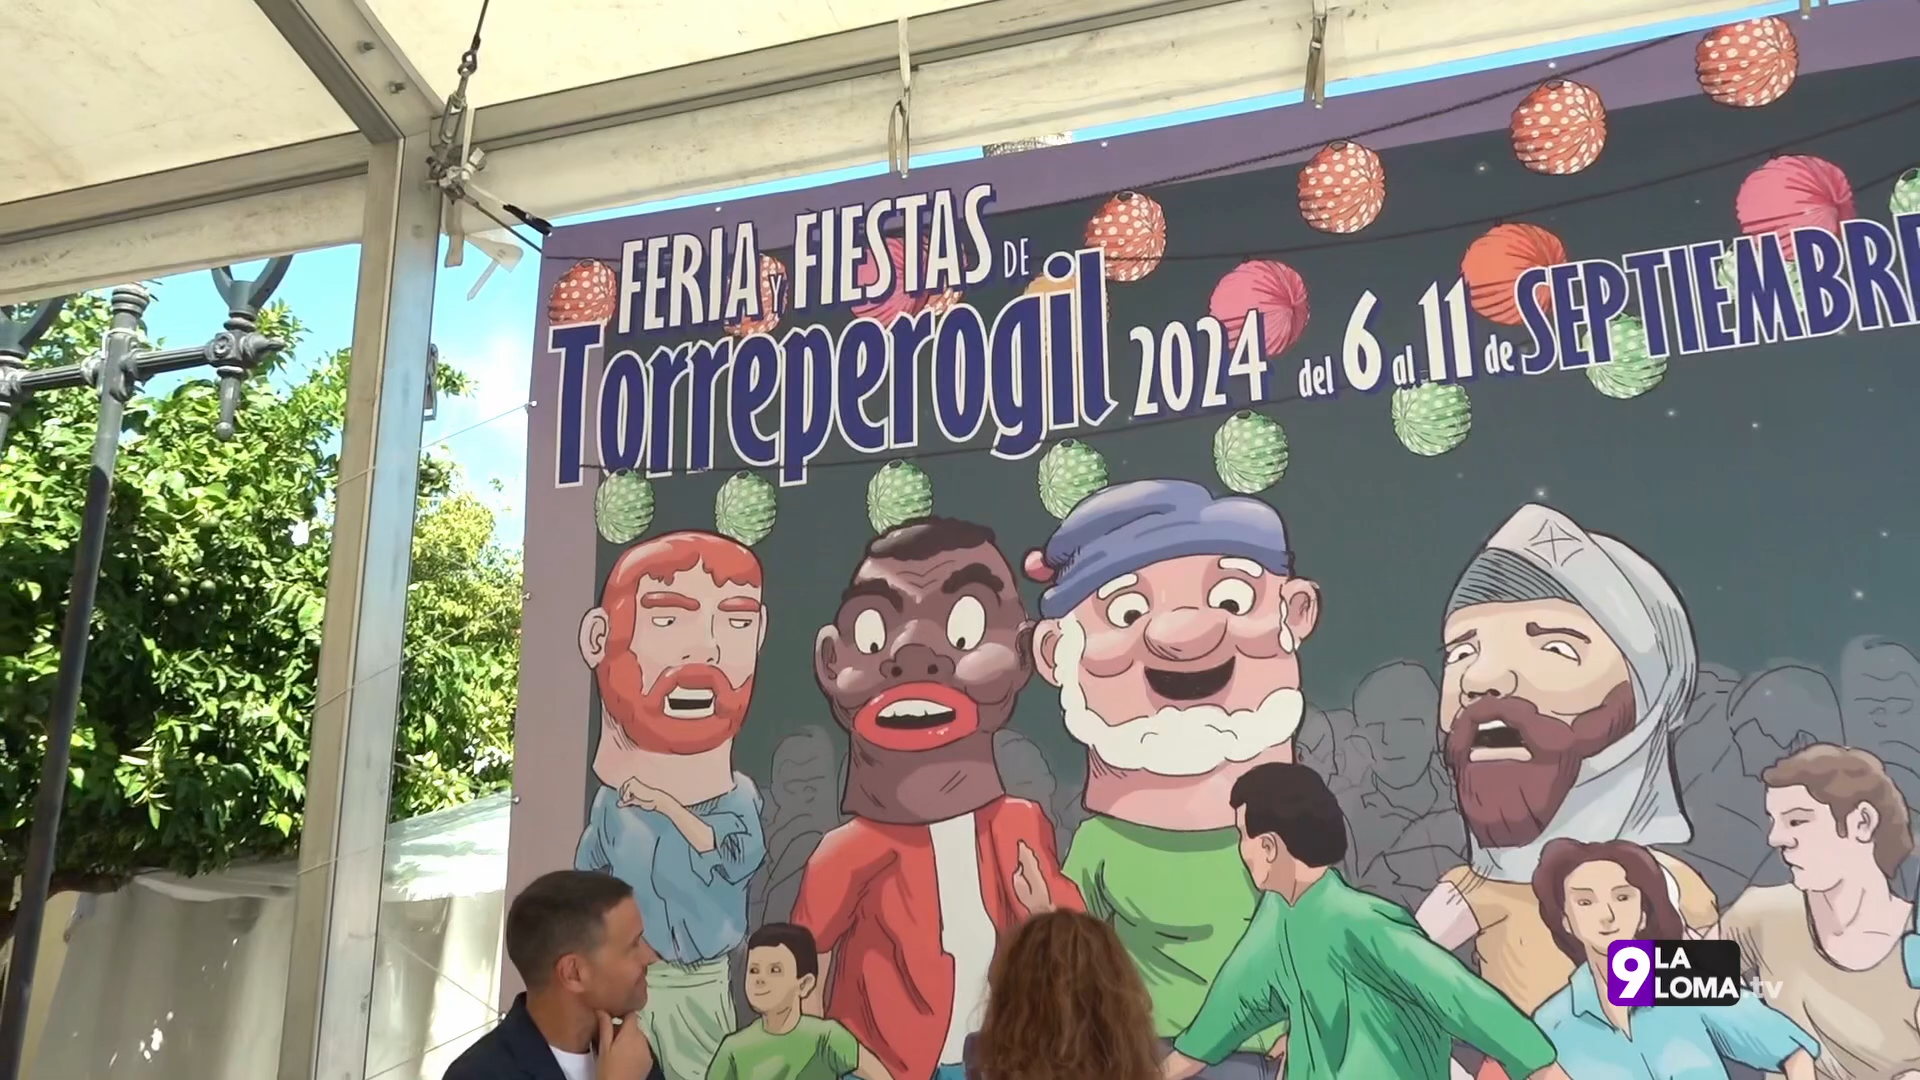 FERIA Y FIESTAS DE
Torreperogil 2024 del 6 al 11 de SEPTIEMBRE
9 LA
LOMA.tv